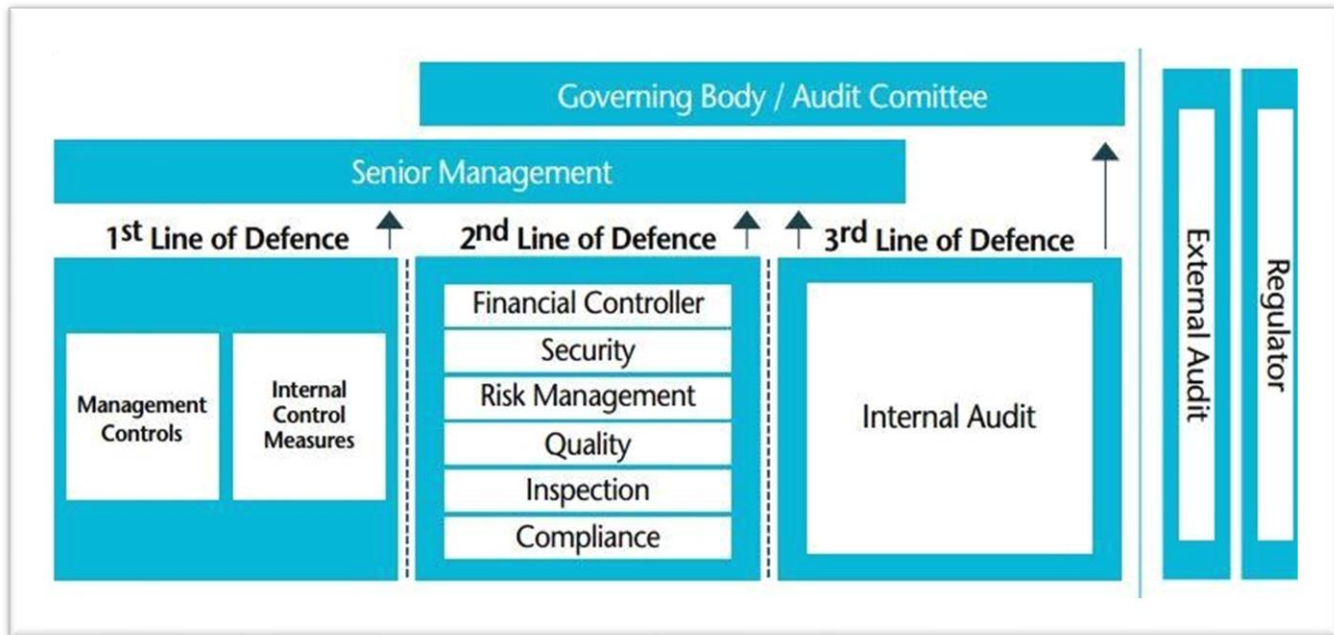 Governing Body / Audit Comittee
Senior Management
1st Line of Defence
2nd Line of Defence
3rd Line of Defence
Management
Controls
Internal
Control
Measures
Financial Controller
Security
Risk Management
Quality
Inspection
Compliance
Internal Audit
External Audit
Regulator